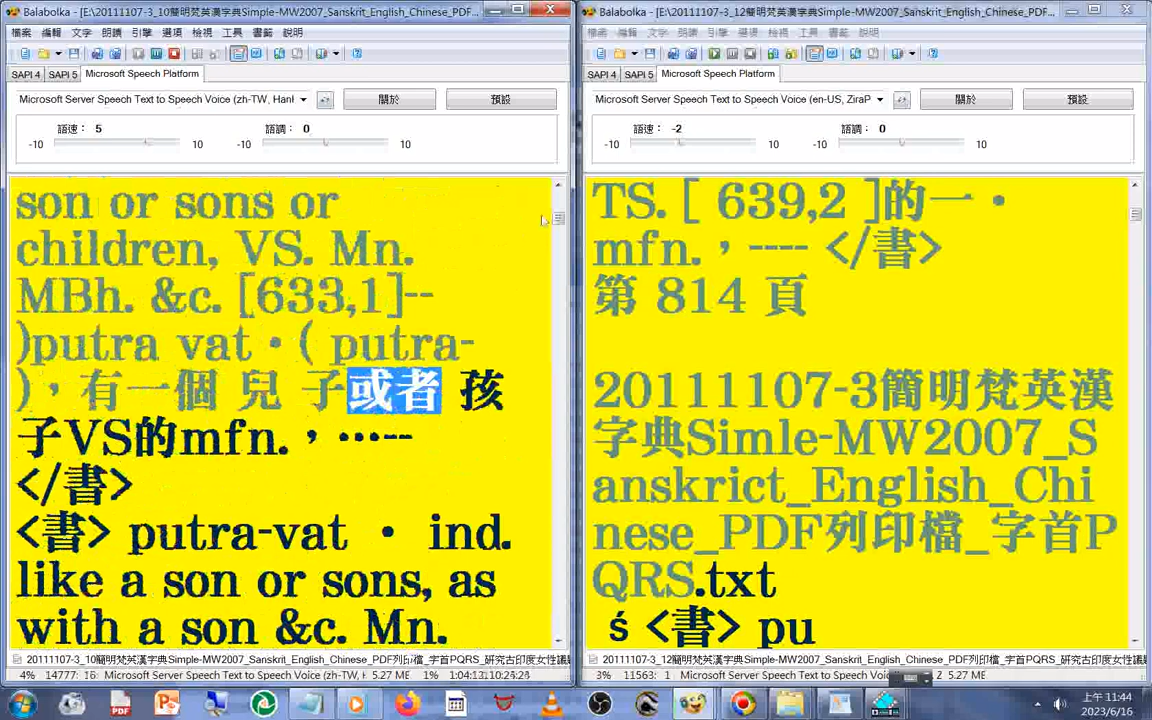 Balabolka - [E:\20111107-3_10簡明梵英漢字典Simple-MW2007_Sanskrit_English_Chinese_PDF...
檔案 編輯 文字 朗讀 引擎 選項 檢視 工具 書籤 說明
SAPI 4 SAPI 5 Microsoft Speech Platform
Microsoft Server Speech Text to Speech Voice (zh-TW, HanH 關於 預設
語速： 5 語調： 0
-10 10 -10 10
son or sons or
children, VS. Mn.
MBh. &c. [633,1]--
)putra vat·( putra-
)，有一個 兒 子或者 孩
子VS的mfn.，…--
</書>
<書> putra-vat · ind.
like a son or sons, as
with a son &c. Mn.
20111107-3_10簡明梵英漢字典Simple-MW2007_Sanskrit_English_Chinese_PDF列印檔_字首PQRS_研究古印度女性議
4% 14777: 16: Microsoft Server Speech Text to Speech Voice (zh-TW, 5.27 MB 1%
Balabolka - [E:\20111107-3_12簡明梵英漢字典Simple-MW2007_Sanskrit_English_Chinese_PDF...
檔案 編輯 文字 朗讀 引擎 選項 檢視 工具 書籤 說明
SAPI 4 SAPI 5 Microsoft Speech Platform
Microsoft Server Speech Text to Speech Voice (en-US, ZiraP 關於 預設
語速： -2 語調： 0
-10 10 -10 10
TS. [ 639,2 ]的一·
mfn.，---- </書>
第 814 頁
20111107-3簡明梵英漢
字典Simle-MW2007_S
anskrict_English_Chi
nese_PDF列印檔_字首P
QRS.txt
ś <書> pu
20111107-3_12簡明梵英漢字典Simple-MW2007_Sanskrit_English_Chinese_PDF列印檔_字首PQRS_研究古印度女性議
3% 11563: 1 Microsoft Server Speech Text to Speech Voice 5.27 MB
上午 11:44
2023/6/16